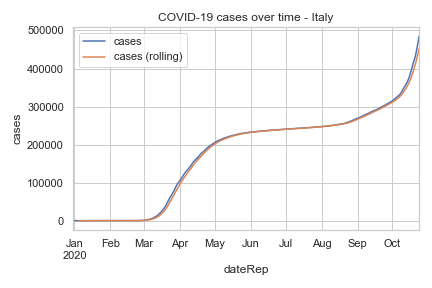 COVID-19 cases over time - Italy
cases
cases (rolling)
500000
400000
300000
200000
100000
0
cases
Jan Feb Mar Apr May Jun Jul Aug Sep Oct
2020
dateRep